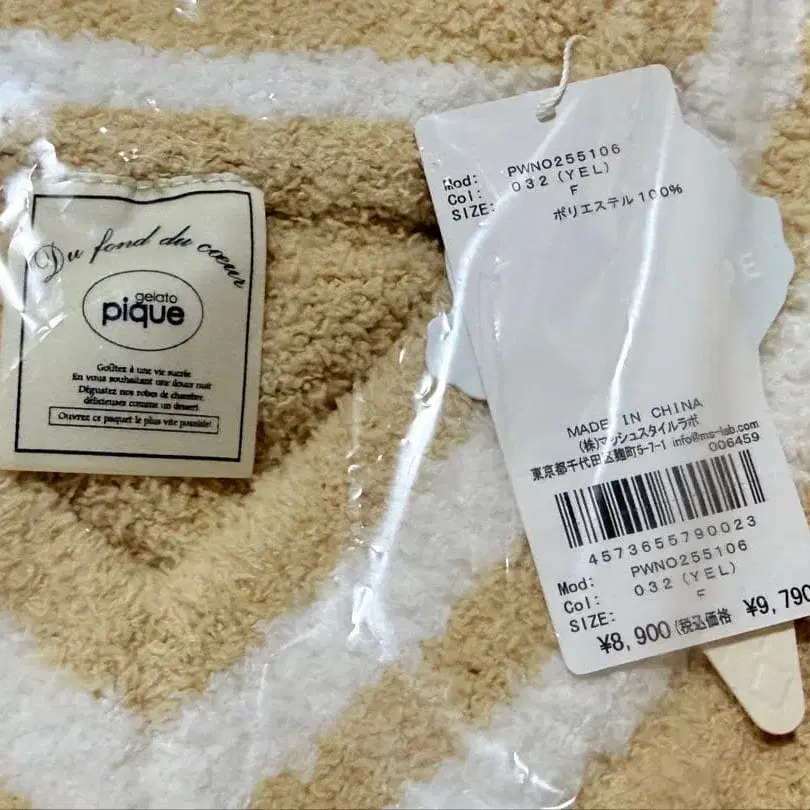 Du fond du cœur
gelato
pique
Goûtez à une vie sucrée
En vous souhaitant une douce nuit
Dégustez nos robes de chambre,
délicieuses comme un dessert
Ouvrez ce paquet le plus vite possible!
Mod: PWNO255106
Col: 032 (YEL)
SIZE: F
ポリエステル100%
MADE IN CHINA
(株)マッシュスタイルラボ
東京都千代田区麹町5-7-1 info@ms-lab.com
006459
4573655790023
Mod: PWNO255106
Col: 032 (YEL)
SIZE: F
¥8,900 (税込価格 ¥9,790